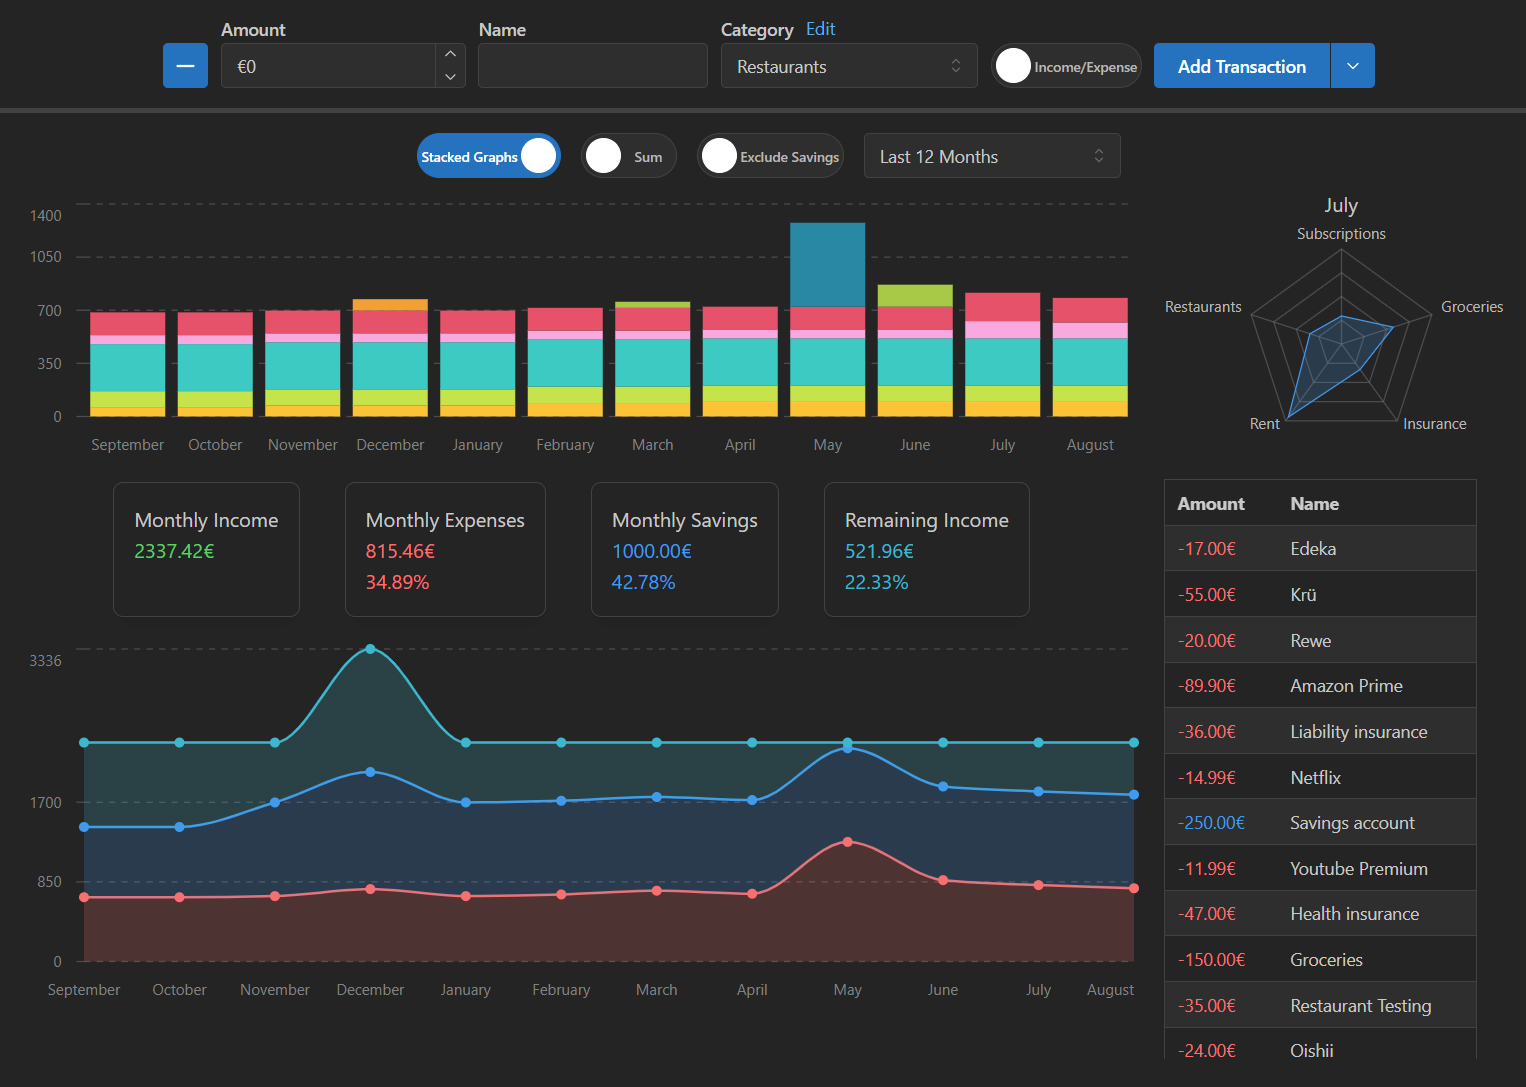 Amount
Name
Category Edit
€0
Restaurants
Income/Expense
Add Transaction
Stacked Graphs
Sum
Exclude Savings
Last 12 Months
1400
1050
700
350
0
September October November December January February March April May June July August
July
Subscriptions
Restaurants
Groceries
Rent
Insurance
Monthly Income
2337.42€
Monthly Expenses
815.46€
34.89%
Monthly Savings
1000.00€
42.78%
Remaining Income
521.96€
22.33%
3336
1700
850
0
September October November December January February March April May June July August
Amount Name
-17.00€ Edeka
-55.00€ Krü
-20.00€ Rewe
-89.90€ Amazon Prime
-36.00€ Liability insurance
-14.99€ Netflix
-250.00€ Savings account
-11.99€ Youtube Premium
-47.00€ Health insurance
-150.00€ Groceries
-35.00€ Restaurant Testing
-24.00€ Oishii